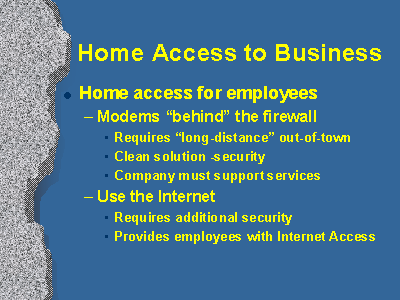 Home Access to Business
• Home access for employees
– Modems “behind” the firewall
• Requires “long-distance” out-of-town
• Clean solution -security
• Company must support services
– Use the Internet
• Requires additional security
• Provides employees with Internet Access